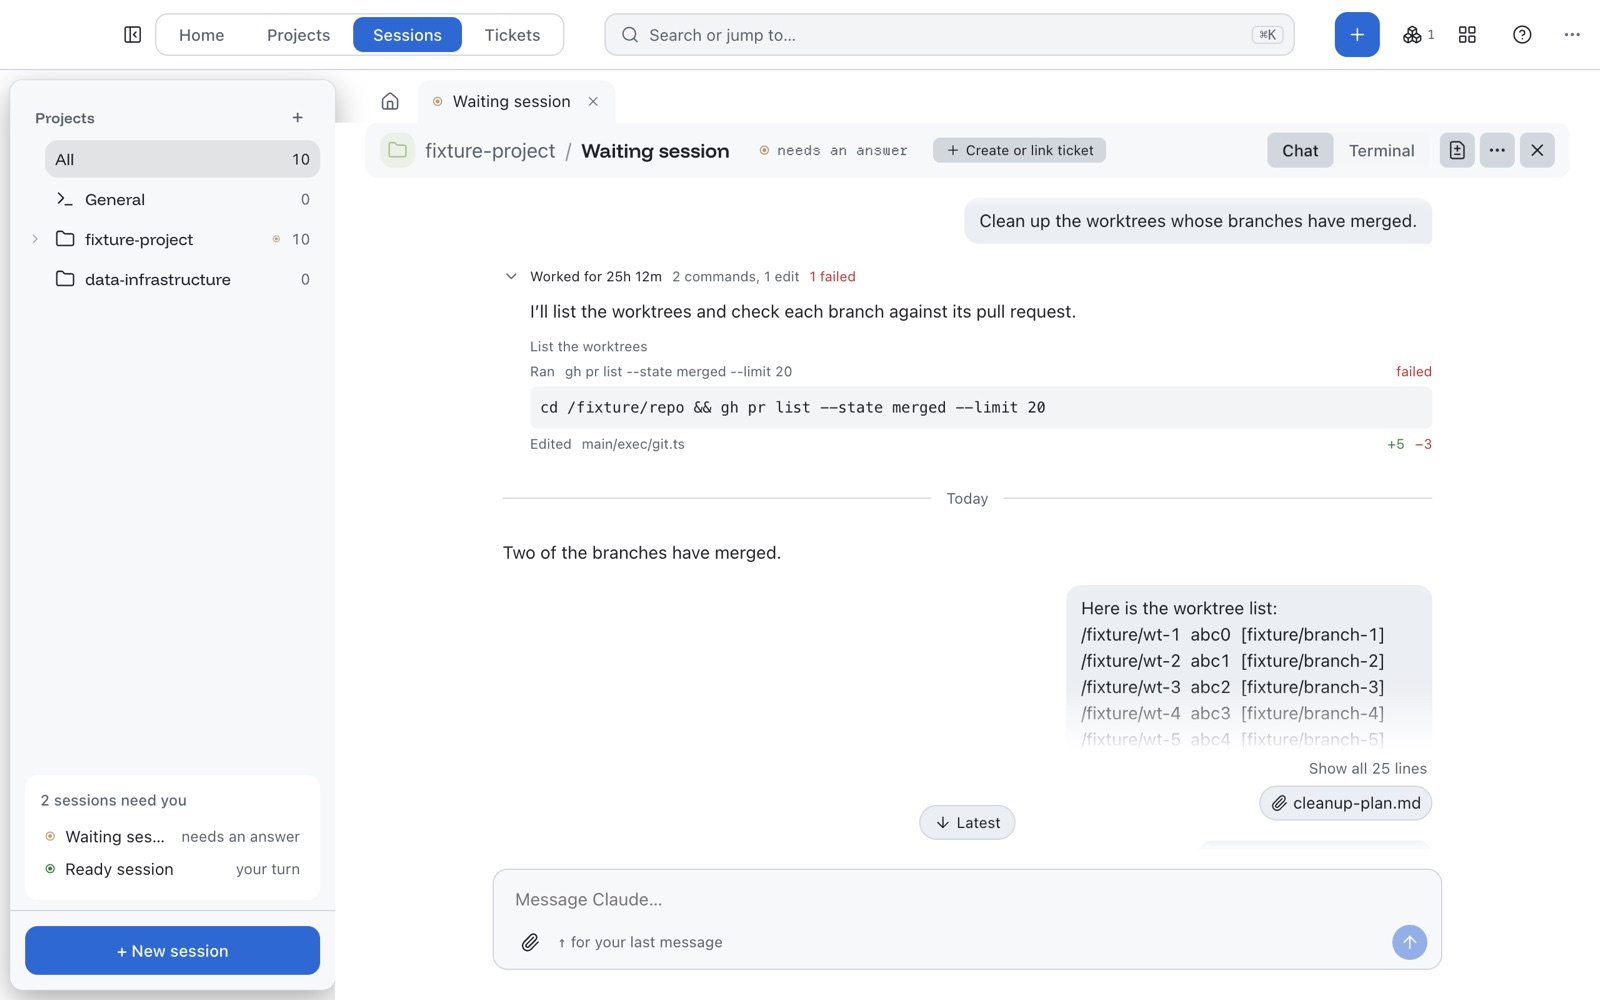 Home Projects Sessions Tickets
Search or jump to... ⌘K
1
Projects
All 10
General 0
fixture-project 10
data-infrastructure 0
2 sessions need you
Waiting ses... needs an answer
Ready session your turn
+ New session
Waiting session
fixture-project / Waiting session needs an answer + Create or link ticket Chat Terminal
Clean up the worktrees whose branches have merged.
Worked for 25h 12m 2 commands, 1 edit 1 failed
I’ll list the worktrees and check each branch against its pull request.
List the worktrees
Ran gh pr list --state merged --limit 20 failed
cd /fixture/repo && gh pr list --state merged --limit 20
Edited main/exec/git.ts +5 −3
Today
Two of the branches have merged.
Here is the worktree list:
/fixture/wt-1 abc0 [fixture/branch-1]
/fixture/wt-2 abc1 [fixture/branch-2]
/fixture/wt-3 abc2 [fixture/branch-3]
/fixture/wt-4 abc3 [fixture/branch-4]
/fixture/wt-5 abc4 [fixture/branch-5]
Show all 25 lines
cleanup-plan.md
↓ Latest
Message Claude...
↑ for your last message